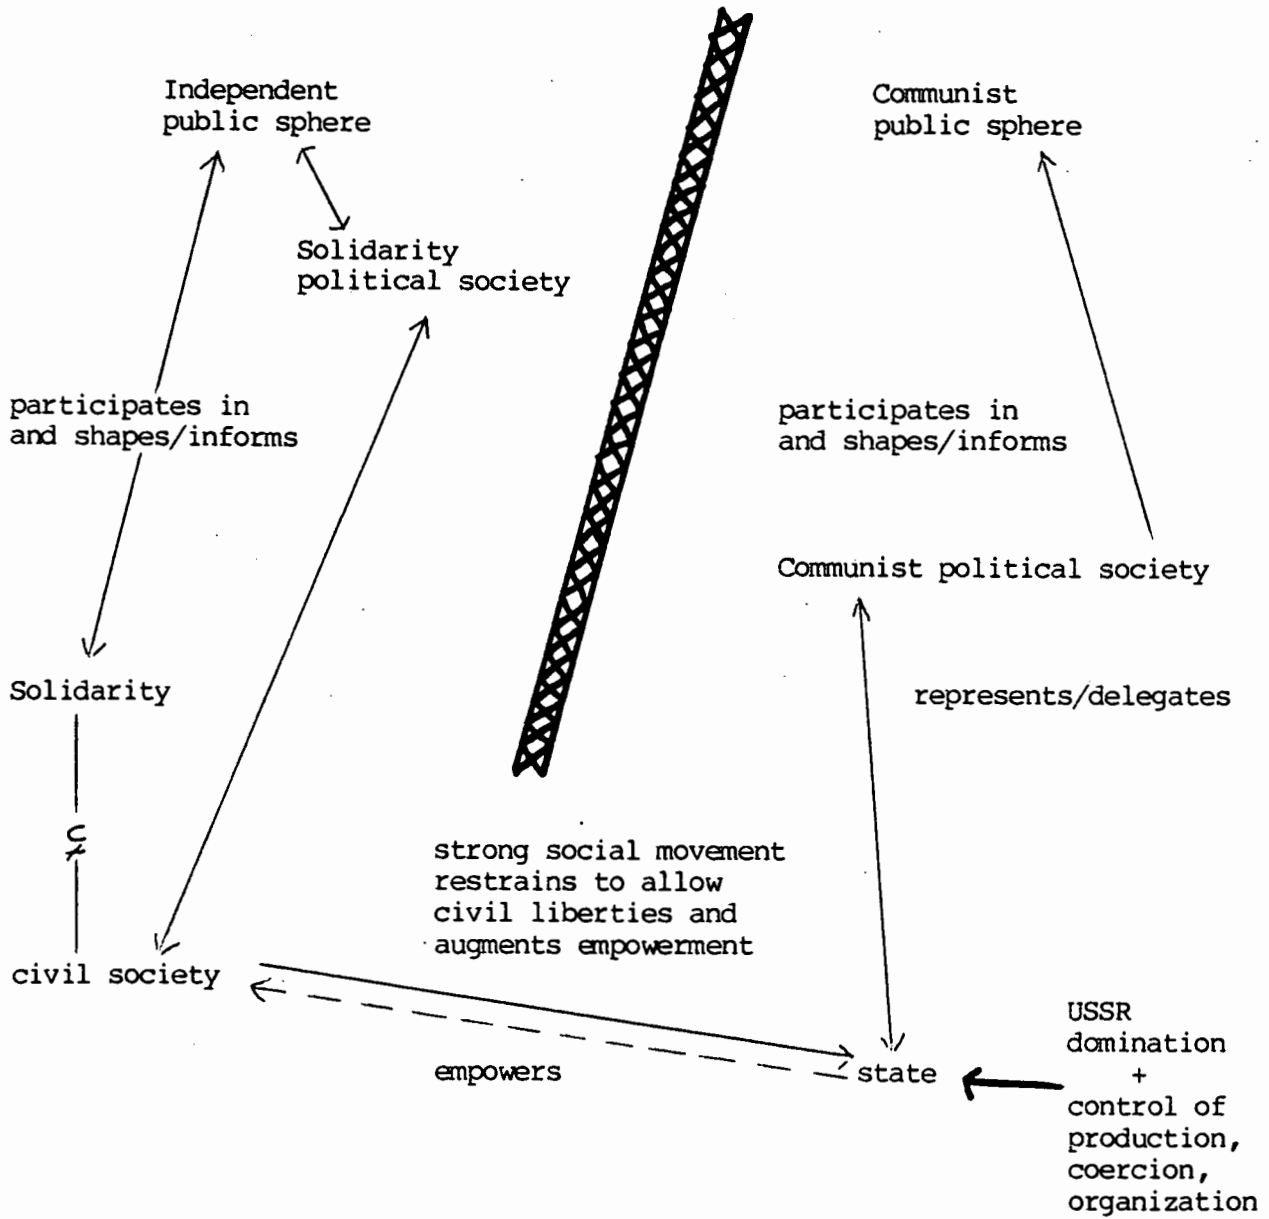 Independent
public sphere
Communist
public sphere
Solidarity
political society
participates in
and shapes/informs
participates in
and shapes/informs
Communist political society
Solidarity
represents/delegates
strong social movement
restrains to allow
civil liberties and
augments empowerment
civil society
empowers
state
USSR
domination
+
control of
production,
coercion,
organization